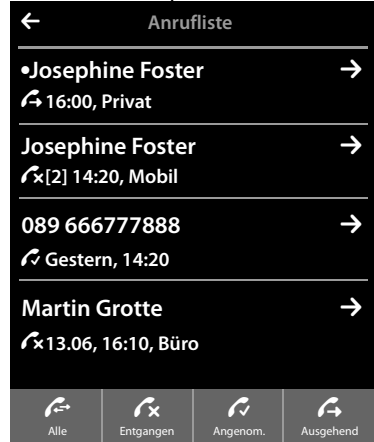 Anrufliste
•Josephine Foster
16:00, Privat
Josephine Foster
[2] 14:20, Mobil
089 666777888
Gestern, 14:20
Martin Grotte
13.06, 16:10, Büro
Alle Entgangen Angenom. Ausgehend